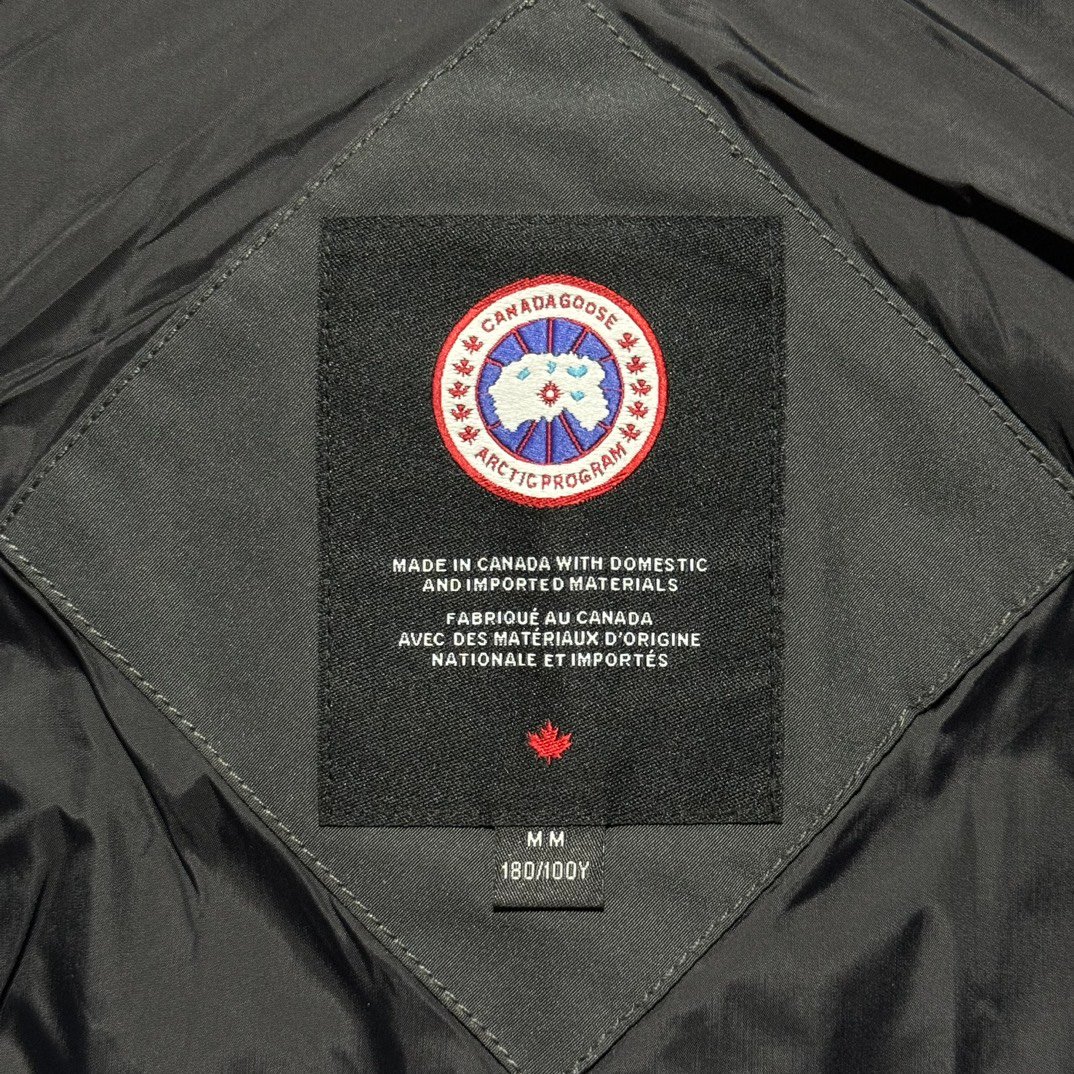 CANADA GOOSE
ARCTIC PROGRAM
MADE IN CANADA WITH DOMESTIC
AND IMPORTED MATERIALS
FABRIQUÉ AU CANADA
AVEC DES MATÉRIAUX D'ORIGINE
NATIONALE ET IMPORTÉS
M M
180/100Y